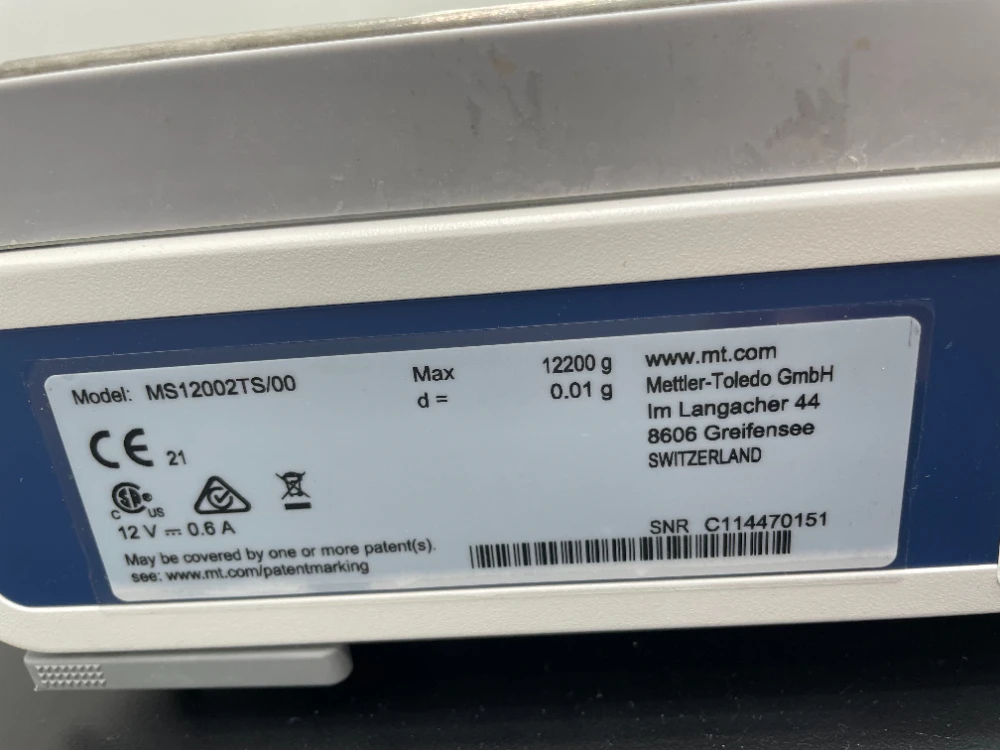 Model: MS12002TS/00
Max 12200 g
d = 0.01 g
www.mt.com
Mettler-Toledo GmbH
Im Langacher 44
8606 Greifensee
SWITZERLAND
CE 21
C SA® US
12 V ⎓ 0.6 A
May be covered by one or more patent(s).
see: www.mt.com/patentmarking
SNR C114470151